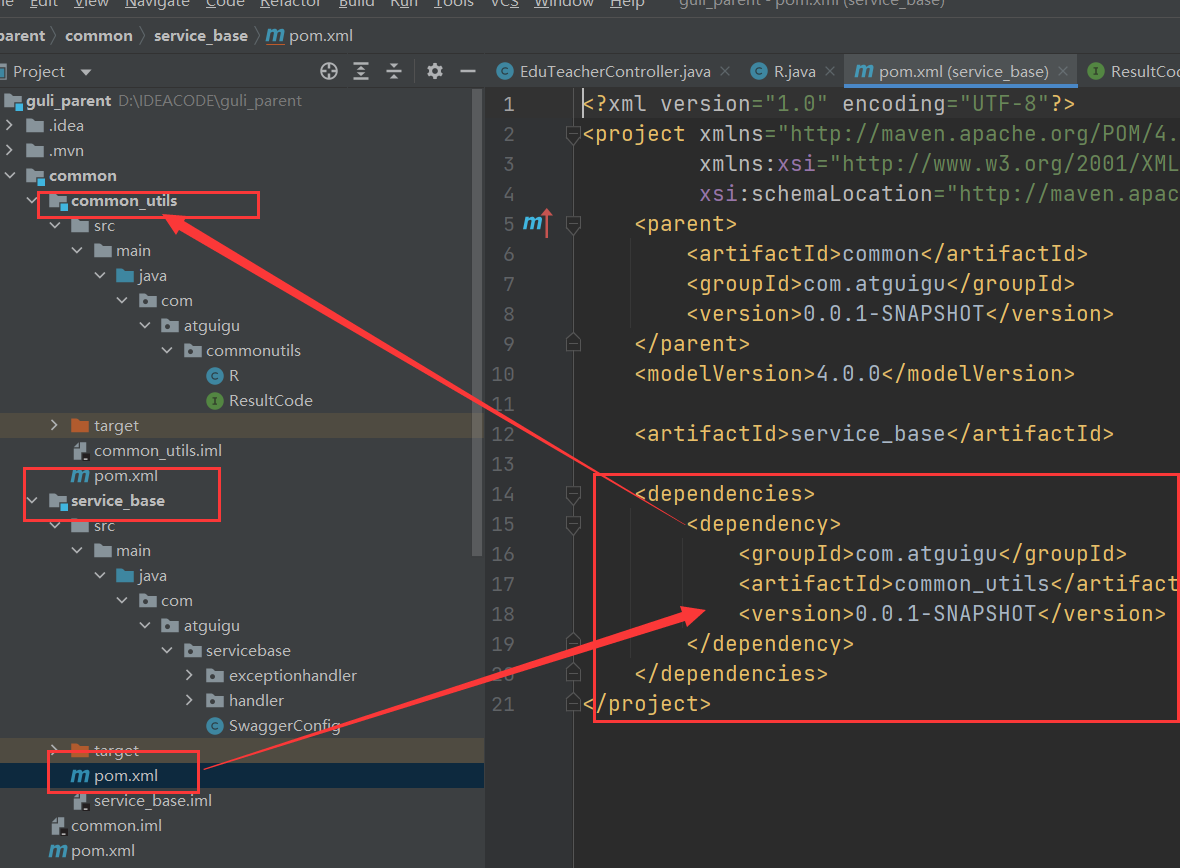 Edit View Navigate Code Refactor Build Run Tools VCS Window Help guli_parent - pom.xml (service_base)
parent common service_base pom.xml
Project
EduTeacherController.java R.java pom.xml (service_base)
guli_parent D:\IDEACODE\guli_parent
.idea
.mvn
common
common_utils
src
main
java
com
atguigu
commonutils
R
ResultCode
target
common_utils.iml
pom.xml
service_base
src
main
java
com
atguigu
servicebase
exceptionhandler
handler
SwaggerConfig
target
pom.xml
service_base.iml
common.iml
pom.xml
1 <?xml version="1.0" encoding="UTF-8"?>
2 <project xmlns="http://maven.apache.org/POM/4.
3 xmlns:xsi="http://www.w3.org/2001/XML
4 xsi:schemaLocation="http://maven.apac
5 <parent>
6 <artifactId>common</artifactId>
7 <groupId>com.atguigu</groupId>
8 <version>0.0.1-SNAPSHOT</version>
9 </parent>
10 <modelVersion>4.0.0</modelVersion>
11
12 <artifactId>service_base</artifactId>
13
14 <dependencies>
15 <dependency>
16 <groupId>com.atguigu</groupId>
17 <artifactId>common_utils</artifact
18 <version>0.0.1-SNAPSHOT</version>
19 </dependency>
20 </dependencies>
21 </project>